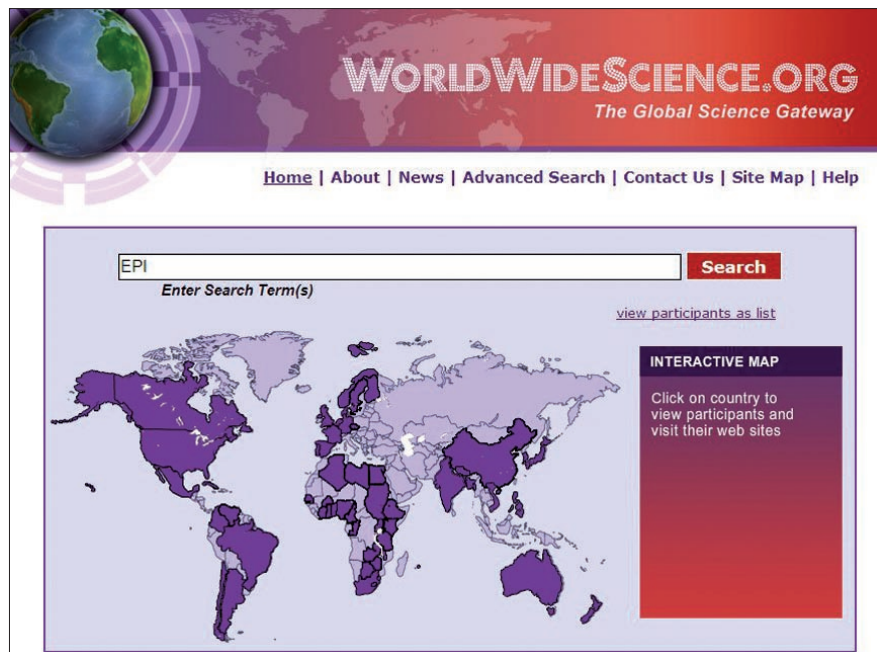 WORLDWIDESCIENCE.ORG
The Global Science Gateway
Home | About | News | Advanced Search | Contact Us | Site Map | Help
EPI
Search
Enter Search Term(s)
view participants as list
INTERACTIVE MAP
Click on country to
view participants and
visit their web sites